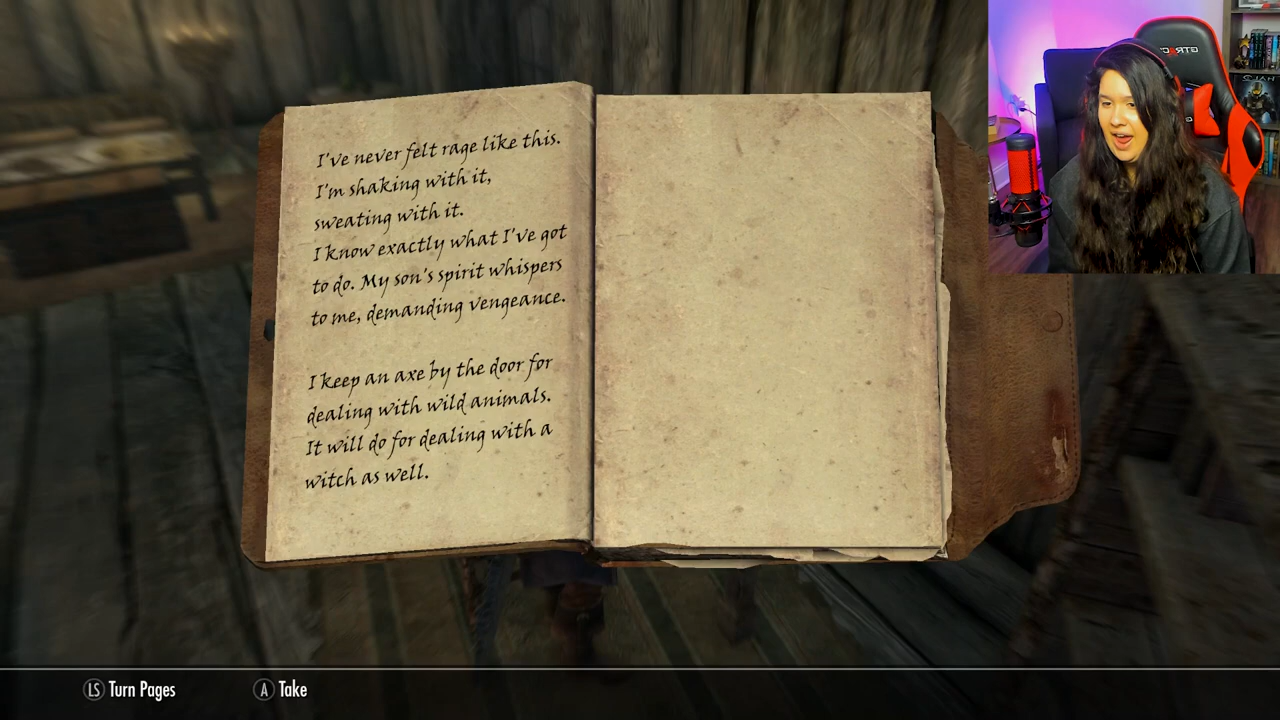 I've never felt rage like this.
I'm shaking with it,
sweating with it.
I know exactly what I've got
to do. My son's spirit whispers
to me, demanding vengeance.
I keep an axe by the door for
dealing with wild animals.
It will do for dealing with a
witch as well.
LS Turn Pages
A Take
GTRACING
HALO